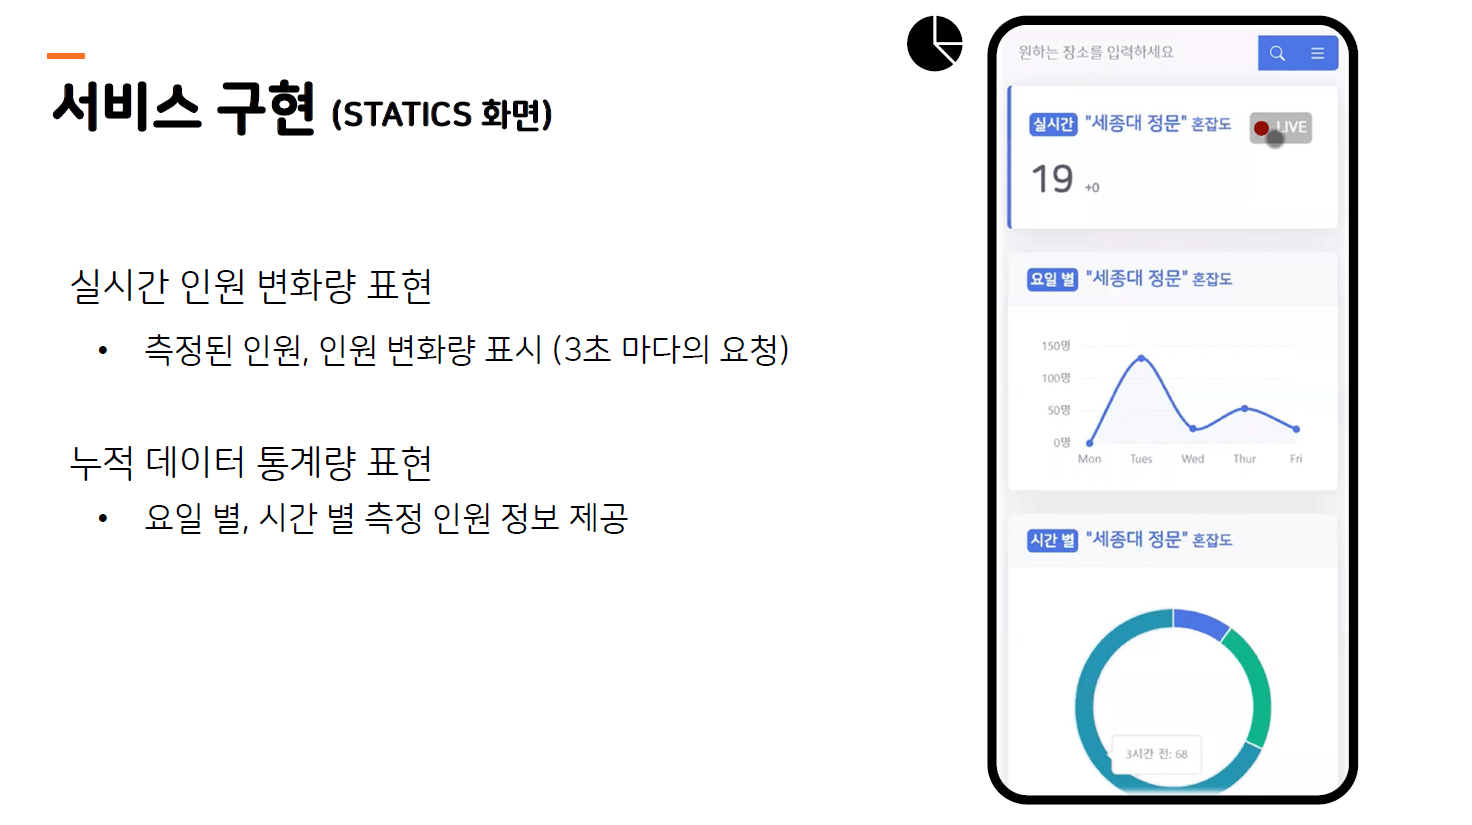 서비스 구현 (STATICS 화면)
실시간 인원 변화량 표현
• 측정된 인원, 인원 변화량 표시 (3초 마다의 요청)
누적 데이터 통계량 표현
• 요일 별, 시간 별 측정 인원 정보 제공
원하는 장소를 입력하세요
실시간 "세종대 정문" 혼잡도 LIVE
19 +0
요일 별 "세종대 정문" 혼잡도
150명
100명
50명
0명
Mon Tues Wed Thur Fri
시간 별 "세종대 정문" 혼잡도
3시간 전: 68